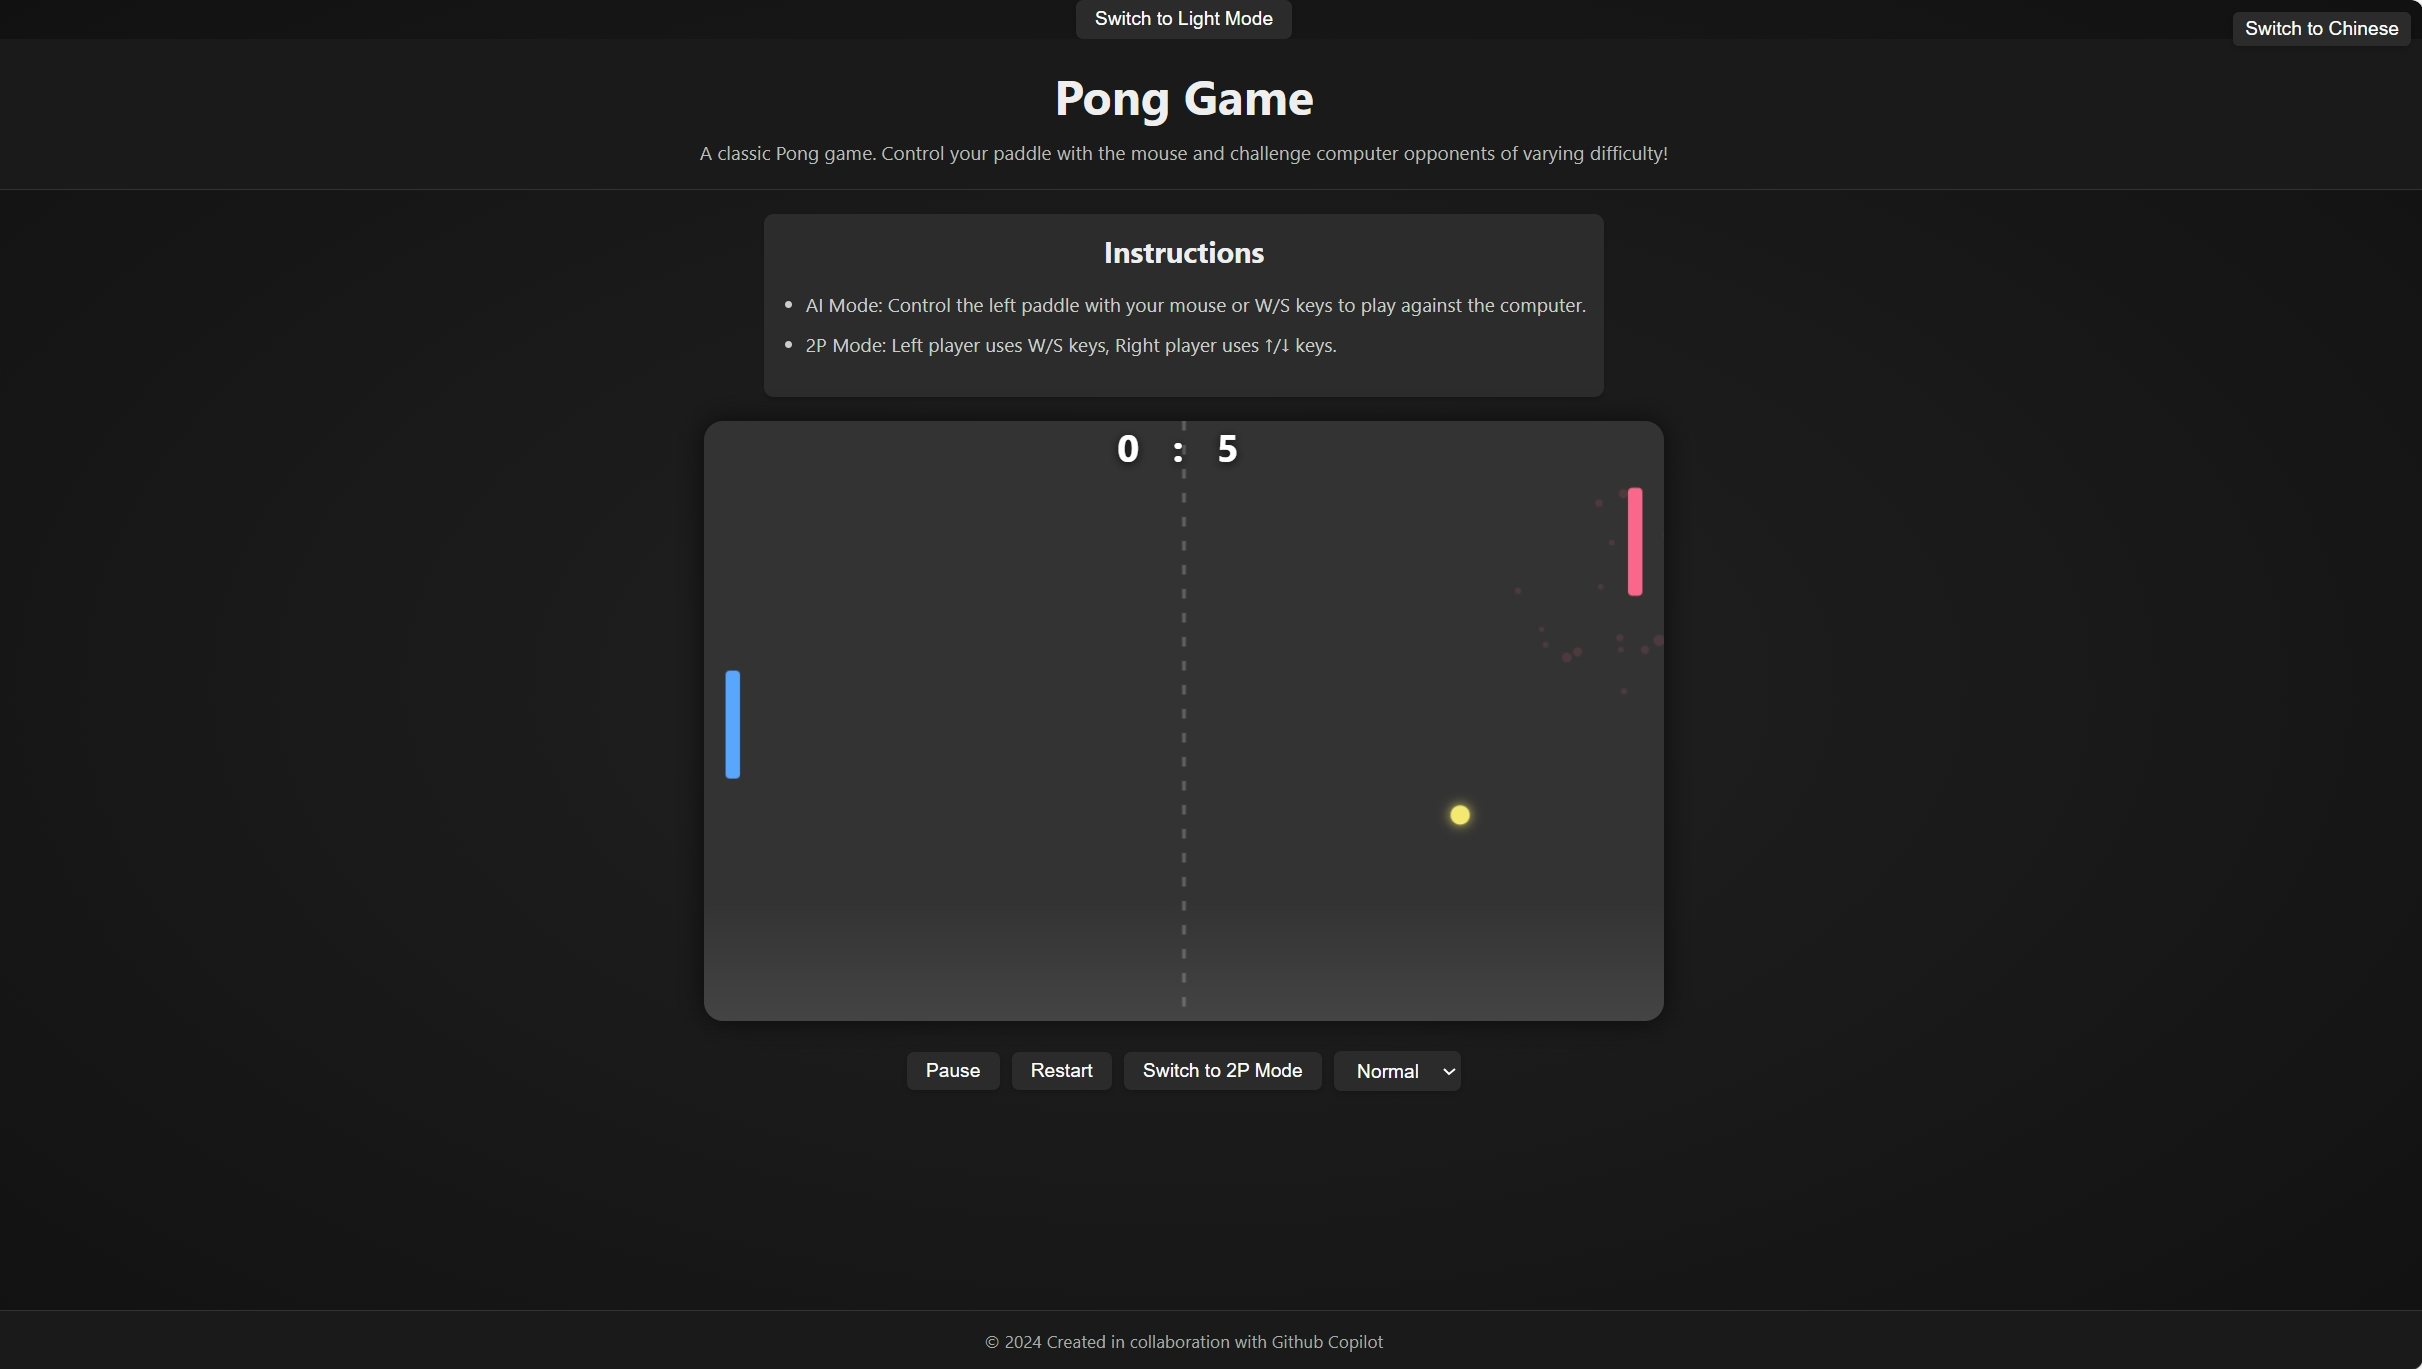 Switch to Light Mode
Switch to Chinese
Pong Game
A classic Pong game. Control your paddle with the mouse and challenge computer opponents of varying difficulty!
Instructions
• AI Mode: Control the left paddle with your mouse or W/S keys to play against the computer.
• 2P Mode: Left player uses W/S keys, Right player uses ↑/↓ keys.
0 : 5
Pause Restart Switch to 2P Mode Normal
© 2024 Created in collaboration with Github Copilot